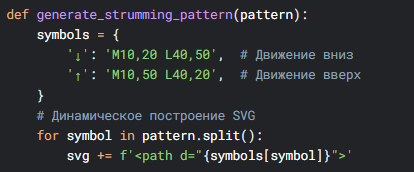 def generate_strumming_pattern(pattern):
    symbols = {
        '↓': 'M10,20 L40,50',  # Движение вниз
        '↑': 'M10,50 L40,20',  # Движение вверх
    }
    # Динамическое построение SVG
    for symbol in pattern.split():
        svg += f'<path d="{symbols[symbol]}">'